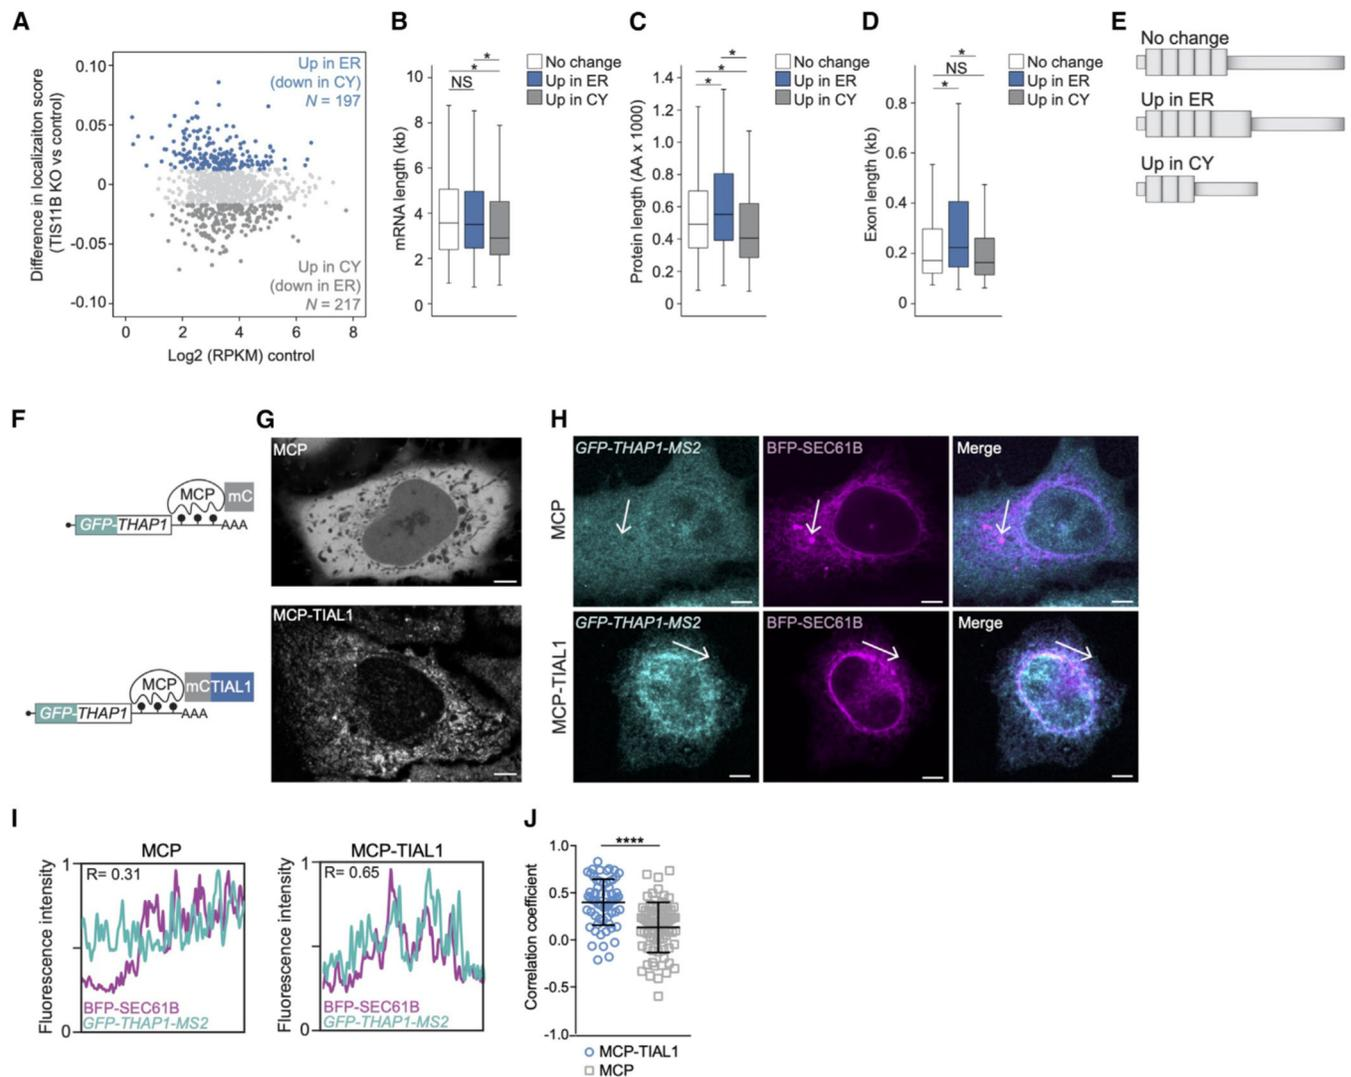 A
Difference in localizaiton score
(TIS11B KO vs control)
0.10
0.05
0
-0.05
-0.10
Up in ER
(down in CY)
N = 197
Up in CY
(down in ER)
N = 217
0 2 4 6 8
Log2 (RPKM) control
B
mRNA length (kb)
10
8
6
4
2
0
*
*
NS
No change
Up in ER
Up in CY
C
Protein length (AA x 1000)
1.4
1.2
1.0
0.8
0.6
0.4
0.2
0
*
*
*
No change
Up in ER
Up in CY
D
Exon length (kb)
0.8
0.6
0.4
0.2
0
*
NS
*
No change
Up in ER
Up in CY
E
No change
Up in ER
Up in CY
F
MCP
mC
GFP-THAP1
AAA
MCP
mCTIAL1
GFP-THAP1
AAA
G
MCP
MCP-TIAL1
H
GFP-THAP1-MS2
BFP-SEC61B
Merge
MCP
GFP-THAP1-MS2
BFP-SEC61B
Merge
MCP-TIAL1
I
MCP
Fluorescence intensity
1
0
R= 0.31
BFP-SEC61B
GFP-THAP1-MS2
MCP-TIAL1
Fluorescence intensity
1
0
R= 0.65
BFP-SEC61B
GFP-THAP1-MS2
J
Correlation coefficient
1.0
0.5
0.0
-0.5
-1.0
****
MCP-TIAL1
MCP